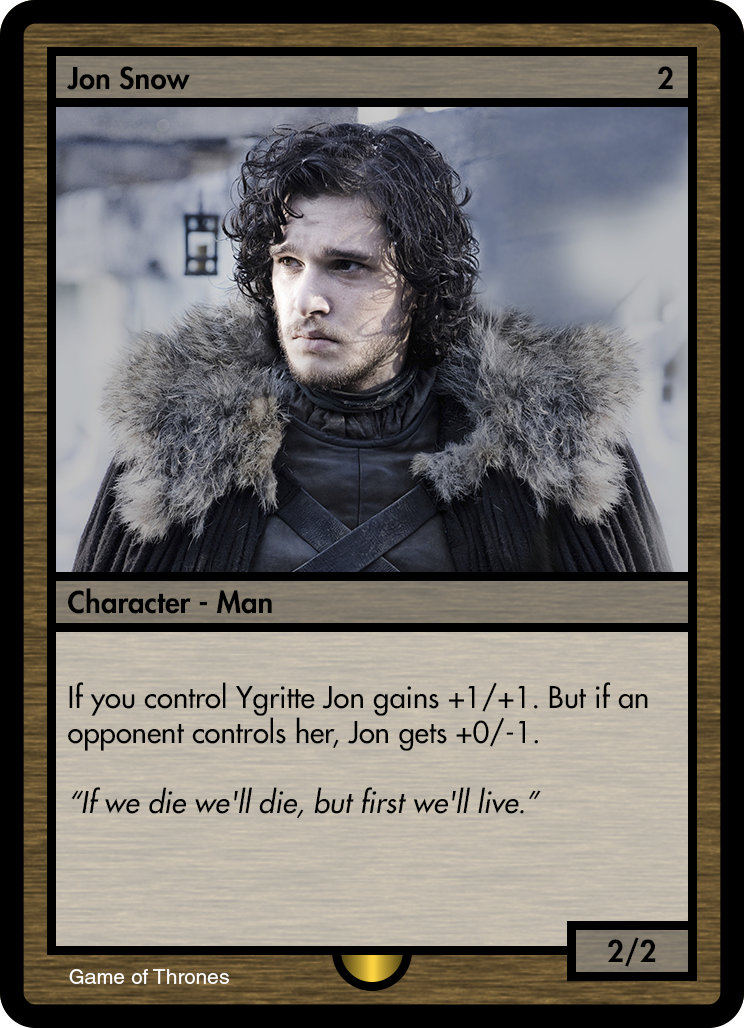 Jon Snow 2
Character - Man
If you control Ygritte Jon gains +1/+1. But if an
opponent controls her, Jon gets +0/-1.
“If we die we'll die, but first we'll live.”
2/2
Game of Thrones